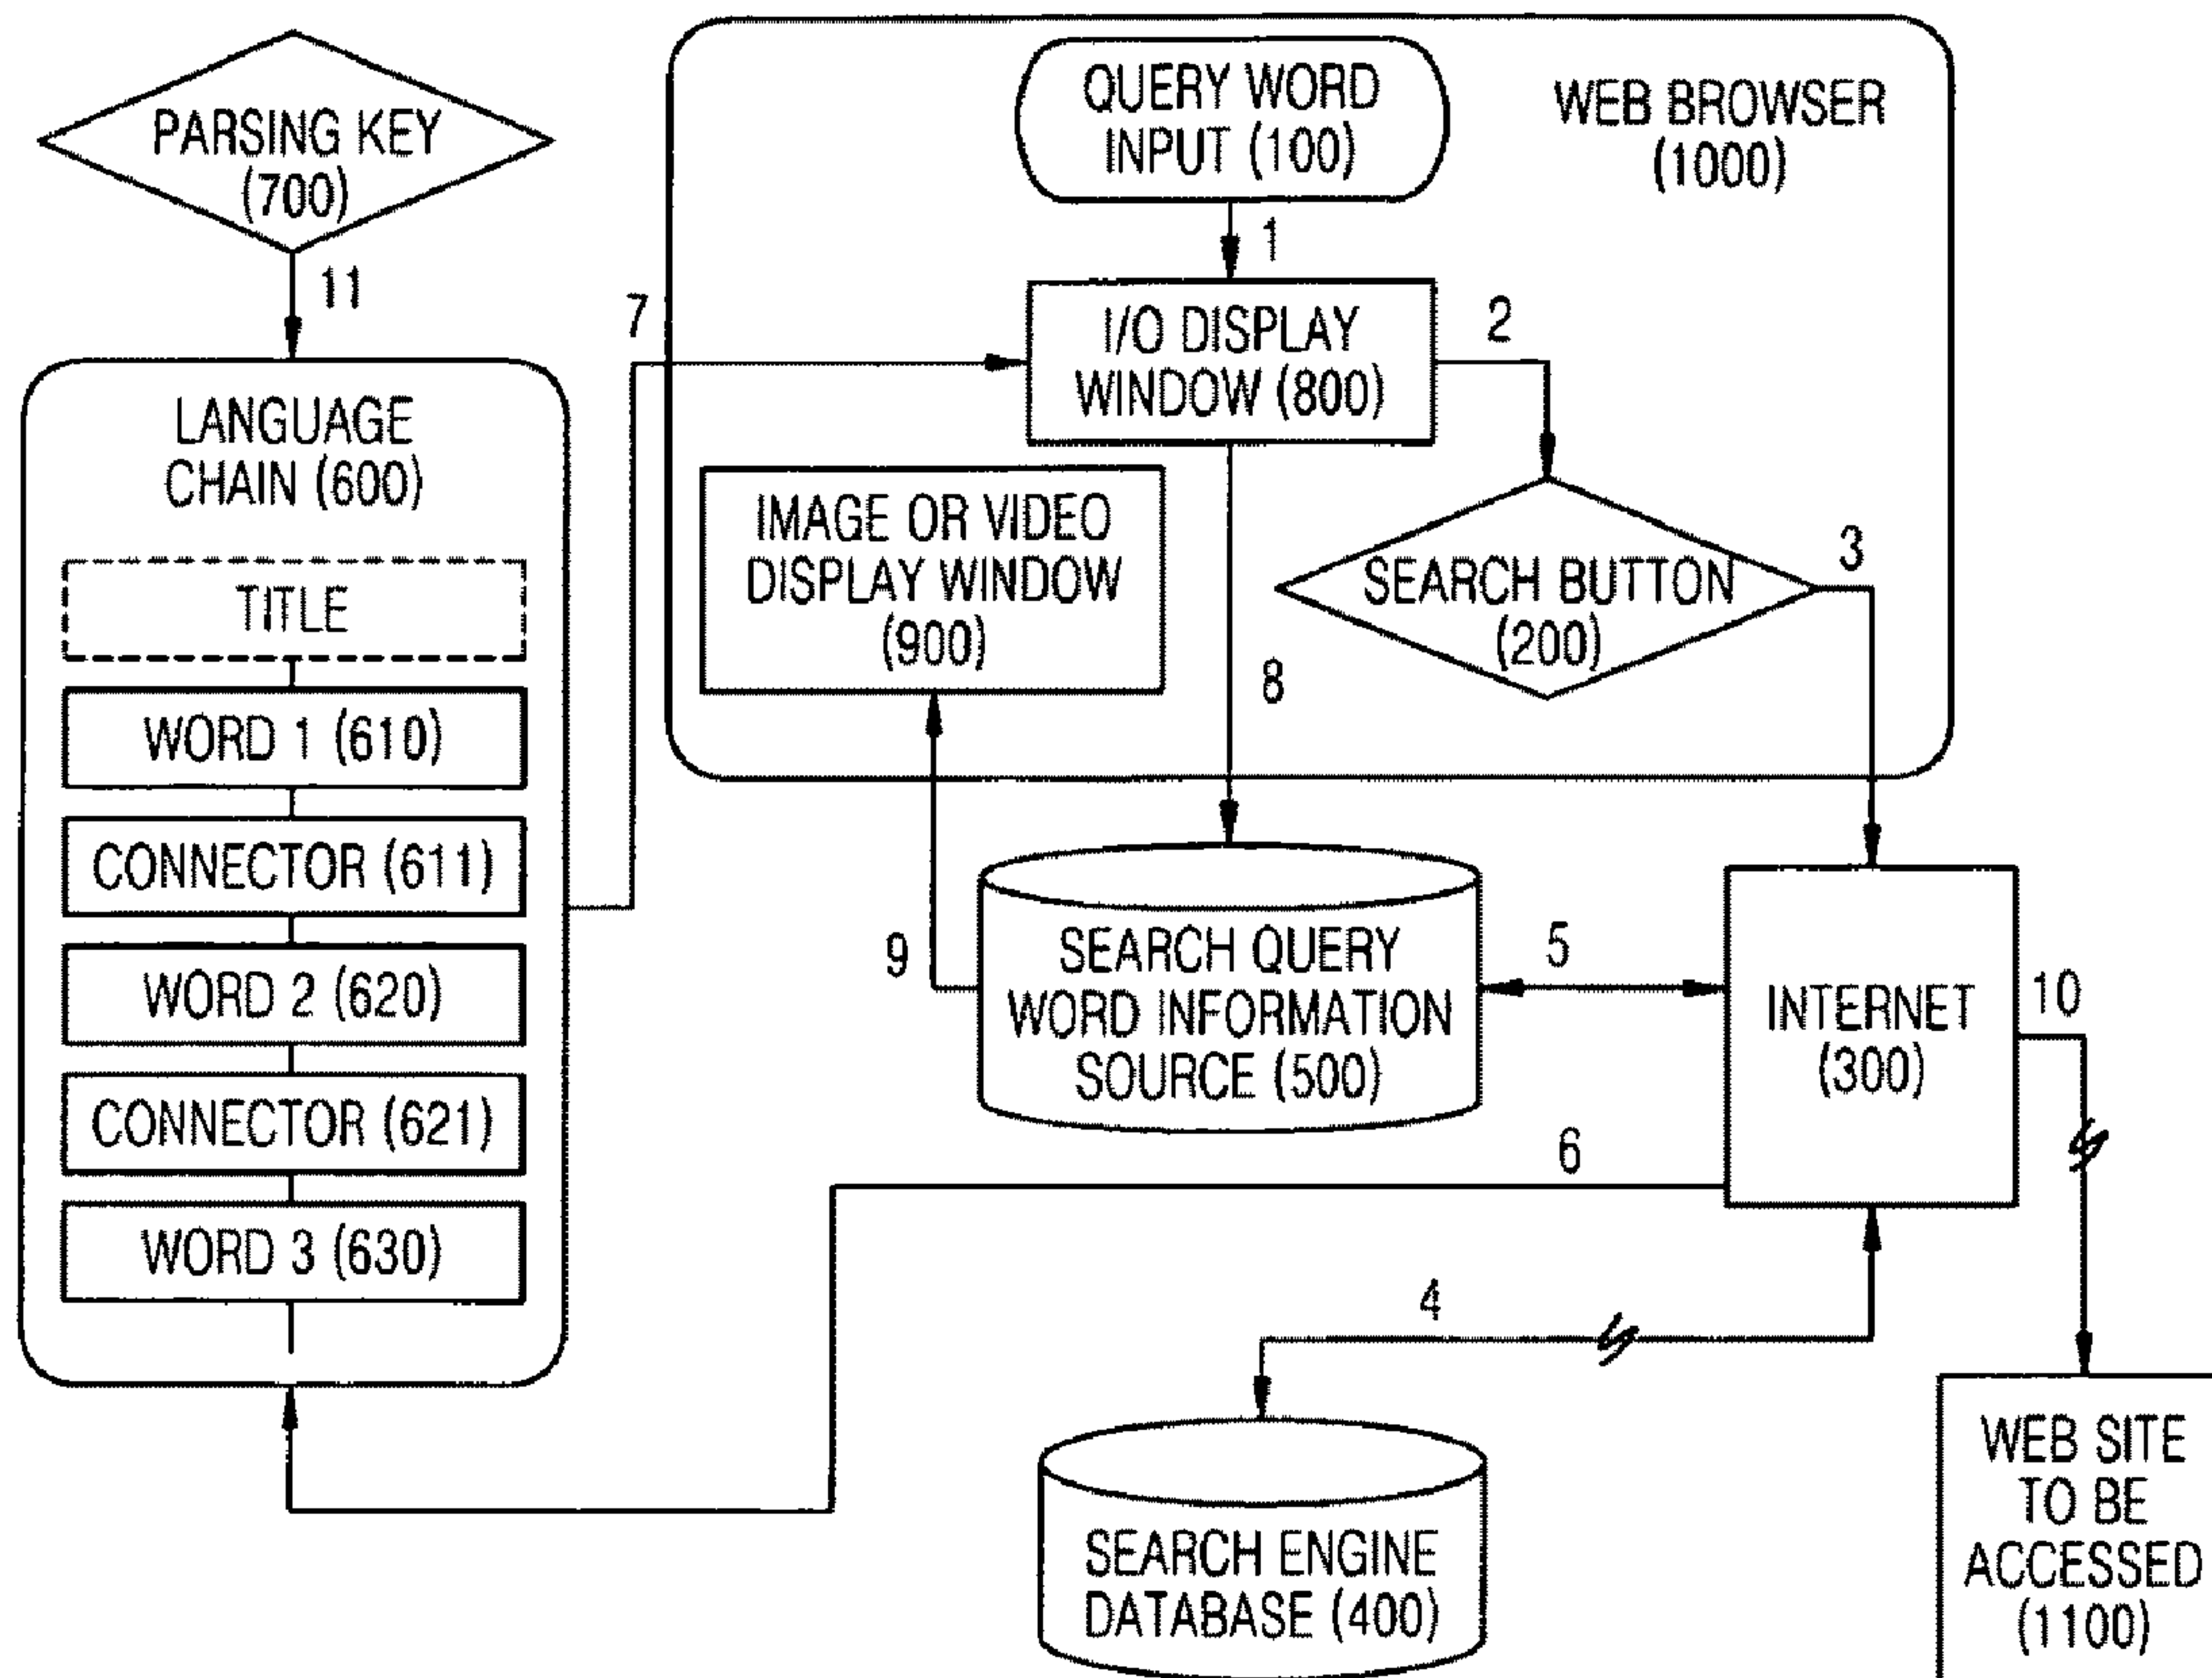 PARSING KEY
(700)
11
LANGUAGE
CHAIN (600)
TITLE
WORD 1 (610)
CONNECTOR (611)
WORD 2 (620)
CONNECTOR (621)
WORD 3 (630)
7
QUERY WORD
INPUT (100)
WEB BROWSER
(1000)
1
I/O DISPLAY
WINDOW (800)
2
IMAGE OR VIDEO
DISPLAY WINDOW
(900)
SEARCH BUTTON
(200)
3
8
9
SEARCH QUERY
WORD INFORMATION
SOURCE (500)
5
INTERNET
(300)
10
6
4
SEARCH ENGINE
DATABASE (400)
WEB SITE
TO BE
ACCESSED
(1100)